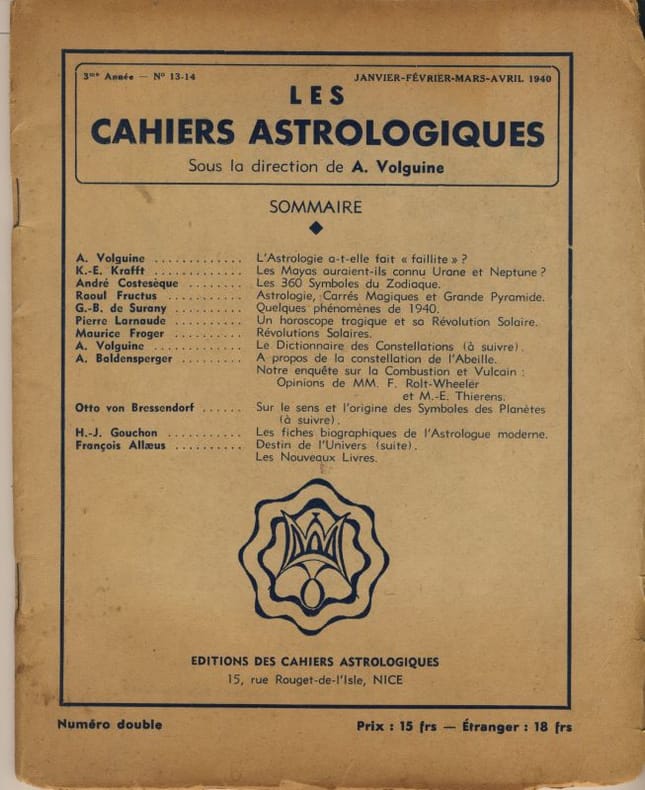 3me Année — No 13-14
JANVIER-FÉVRIER-MARS-AVRIL 1940
LES
CAHIERS ASTROLOGIQUES
Sous la direction de A. Volguine
SOMMAIRE
A. Volguine ............. L'Astrologie a-t-elle fait « faillite » ?
K.-E. Krafft ............. Les Mayas auraient-ils connu Urane et Neptune ?
André Costesèque ........ Les 360 Symboles du Zodiaque.
Raoul Fructus ........... Astrologie, Carrés Magiques et Grande Pyramide.
G.-B. de Surany .......... Quelques phénomènes de 1940.
Pierre Larnaude .......... Un horoscope tragique et sa Révolution Solaire.
Maurice Froger .......... Révolutions Solaires.
A. Volguine ............. Le Dictionnaire des Constellations (à suivre).
A. Baldensperger .......... A propos de la constellation de l'Abeille.
Notre enquête sur la Combustion et Vulcain :
Opinions de MM. F. Rolt-Wheeler
et M.-E. Thierens.
Otto von Bressendorf ...... Sur le sens et l'origine des Symboles des Planètes
(à suivre).
H.-J. Gouchon ........... Les fiches biographiques de l'Astrologue moderne.
François Allæus .......... Destin de l'Univers (suite).
Les Nouveaux Livres.
EDITIONS DES CAHIERS ASTROLOGIQUES
15, rue Rouget-de-l'Isle, NICE
Numéro double
Prix : 15 frs — Étranger : 18 frs